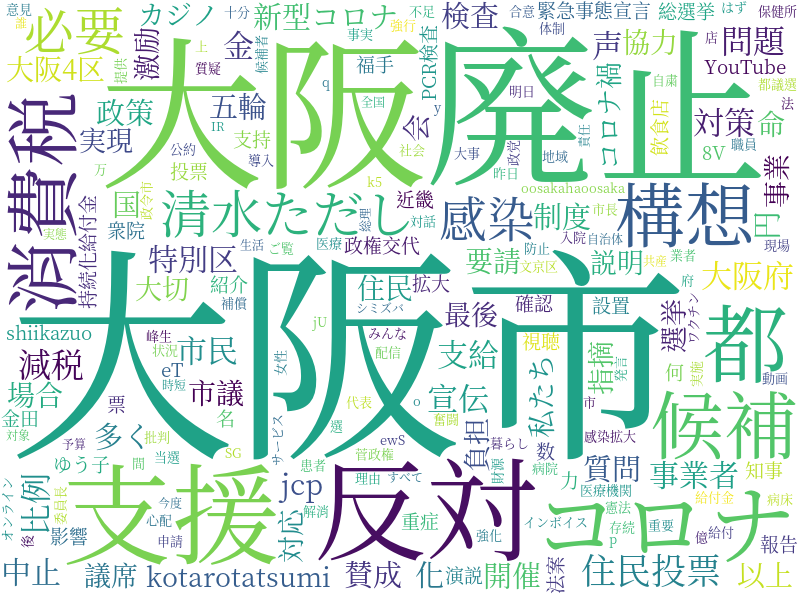 意見
誰
必要
大阪4区
カジノ
激励
提供
上
質疑
十分
金
候補者
新型コロナ
事実
福手
強行
不足
検査
PCR検査
合意
体制
緊急事態宣言
声
協力
総選挙
はず
保健所
問題
YouTube
店
都議選
消費税
政策
実現
五輪
IR
支持
公約
投票
万
導入
大阪
q
全国
社会
会
y
大事
廃止
明日
政党
昨日
地域
責任
コロナ禍
自粛
飲食店
対策
命
法
8V
職員
事業
円
国
政令市
清水ただし
k5
近畿
感染
oosakahaoosaka
制度
市長
構想
実態
衆院
持続化給付金
特別区
生活
ご覧
総理
医療
対話
政権交代
防止
文京区
入院
自治体
要請
説明
共産
業者
府
現場
大阪府
大切
紹介
補償
シミズバ
住民
拡大
確認
設置
ワクチン
選挙
shiikazuo
峰生
状況
時短
eT
市民
女性
jU
みんな
配信
最後
支給
視聴
私たち
指摘
発言
何
実施
都
動画
減税
場合
金田
対象
市議
名
票
予算
批判
サービス
代表
o
選
大阪市
宣伝
奮闘
菅政権
市
感染拡大
候補
多く
ゆう子
間
当選
SG
患者
理由
すべて
ewS
負担
暮らし
財源
数
病院
力
医療機関
質問
事業者
給付金
知事
病床
オンライン
比例
委員長
後
影響
今度
心配
申請
支援
jcp
対応
解消
反対
重症
強化
インボイス
憲法
存続
p
コロナ
重要
億
給付
報告
中止
議席
kotarotatsumi
賛成
化
演説
開催
法案
住民投票
以上